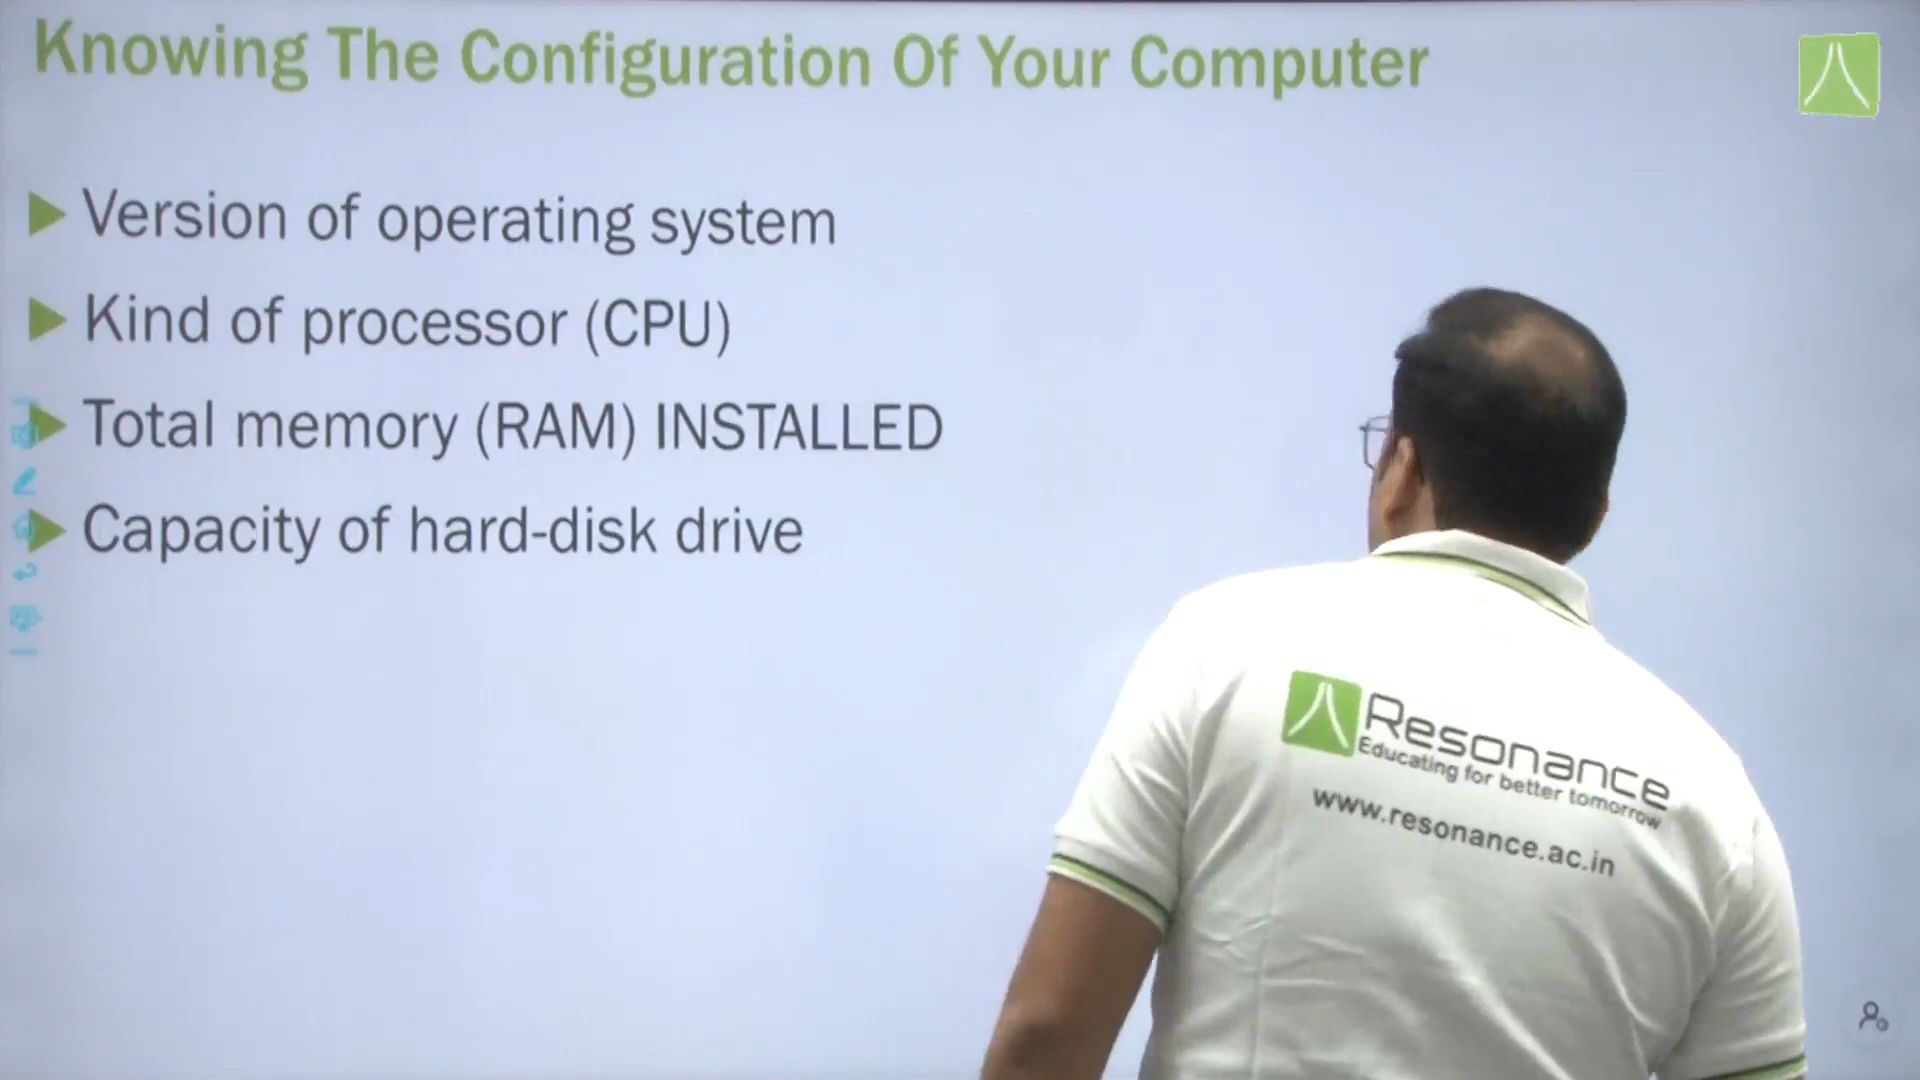 Knowing The Configuration Of Your Computer
Version of operating system
Kind of processor (CPU)
Total memory (RAM) INSTALLED
Capacity of hard-disk drive
Resonance
Educating for better tomorrow
www.resonance.ac.in